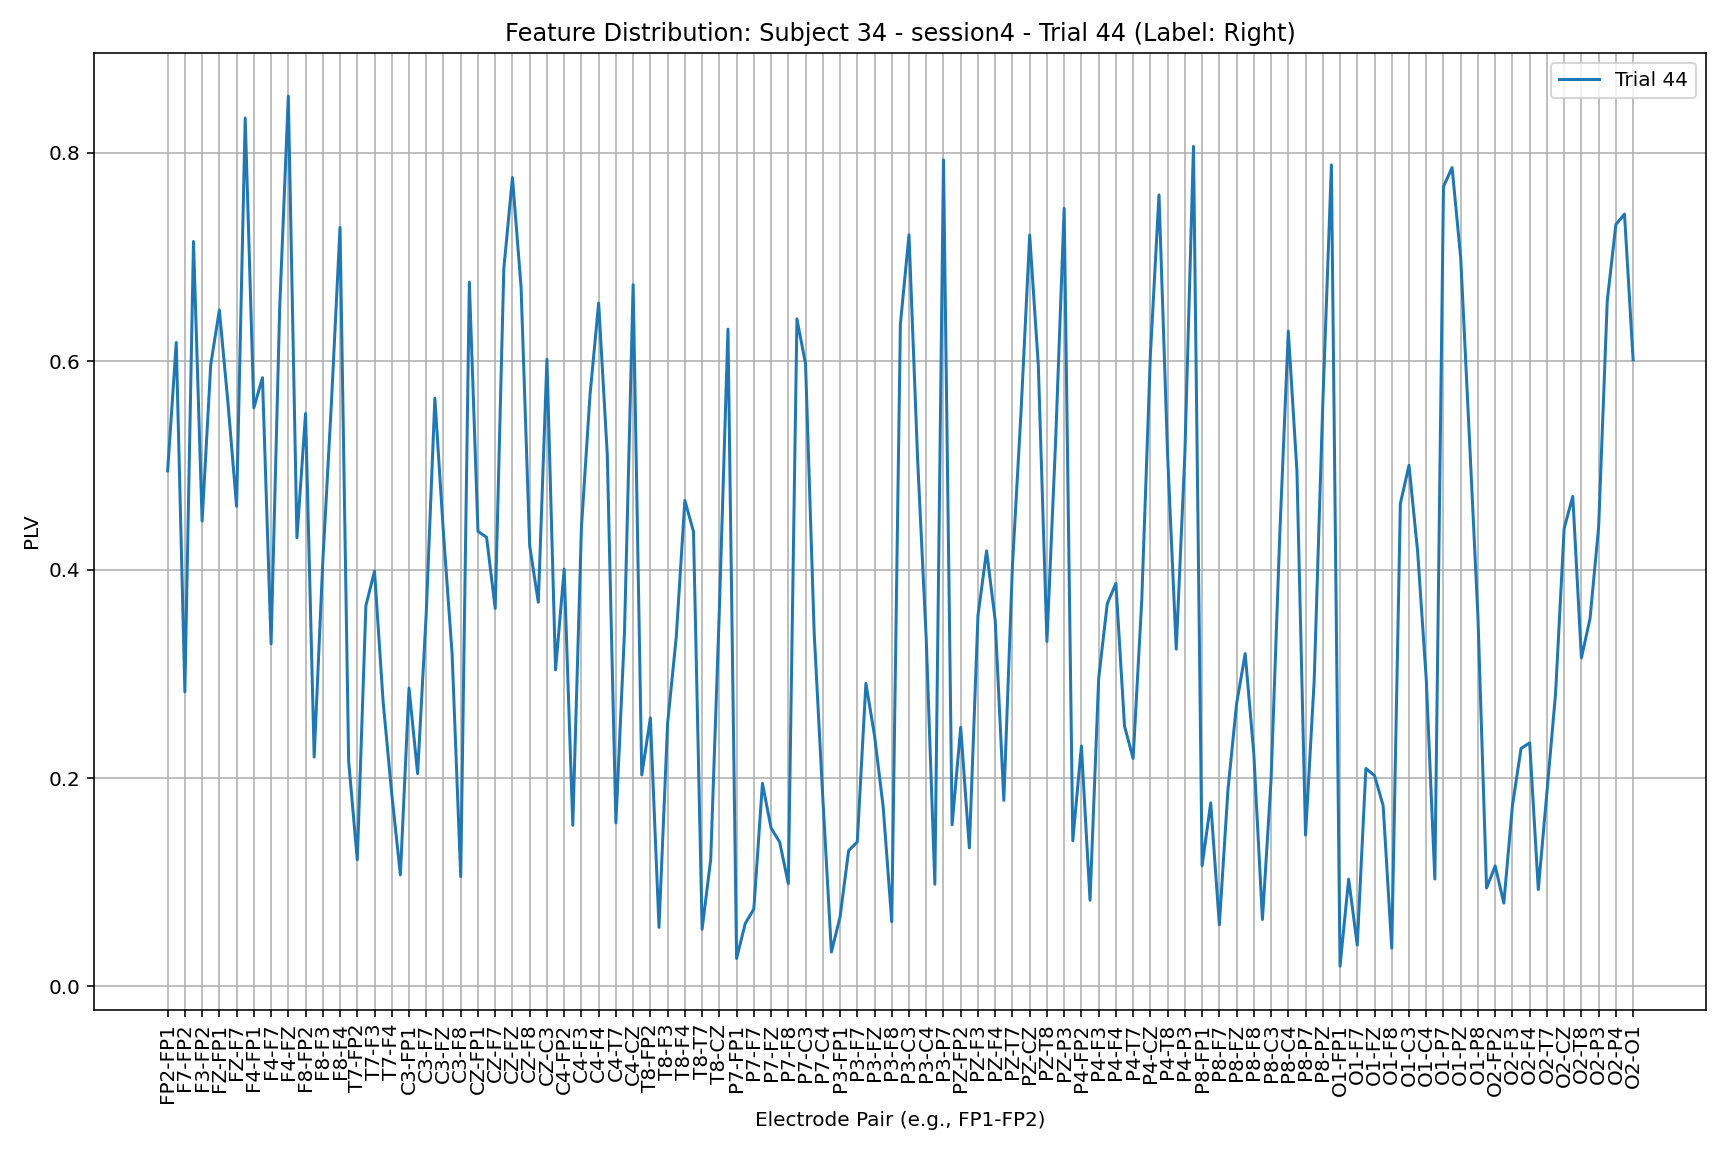 Feature Distribution: Subject 34 - session4 - Trial 44 (Label: Right)
Trial 44
PLV
0.8
0.6
0.4
0.2
0.0
FP2-FP1
F7-FP2
F3-FP2
FZ-FP1
FZ-F7
F4-FP1
F4-F7
F4-FZ
F8-FP2
F8-F3
F8-F4
T7-FP2
T7-F3
T7-F4
C3-FP1
C3-F7
C3-FZ
C3-F8
CZ-FP1
CZ-F7
CZ-FZ
CZ-F8
CZ-C3
C4-FP2
C4-F3
C4-F4
C4-T7
C4-CZ
T8-FP2
T8-F3
T8-F4
T8-T7
T8-CZ
P7-FP1
P7-F7
P7-FZ
P7-F8
P7-C3
P7-C4
P3-FP1
P3-F7
P3-FZ
P3-F8
P3-C3
P3-C4
P3-P7
PZ-FP2
PZ-F3
PZ-F4
PZ-T7
PZ-CZ
PZ-T8
PZ-P3
P4-FP2
P4-F3
P4-F4
P4-T7
P4-CZ
P4-T8
P4-P3
P8-FP1
P8-F7
P8-FZ
P8-F8
P8-C3
P8-C4
P8-P7
P8-PZ
O1-FP1
O1-F7
O1-FZ
O1-F8
O1-C3
O1-C4
O1-P7
O1-PZ
O1-P8
O2-FP2
O2-F3
O2-F4
O2-T7
O2-CZ
O2-T8
O2-P3
O2-P4
O2-O1
Electrode Pair (e.g., FP1-FP2)